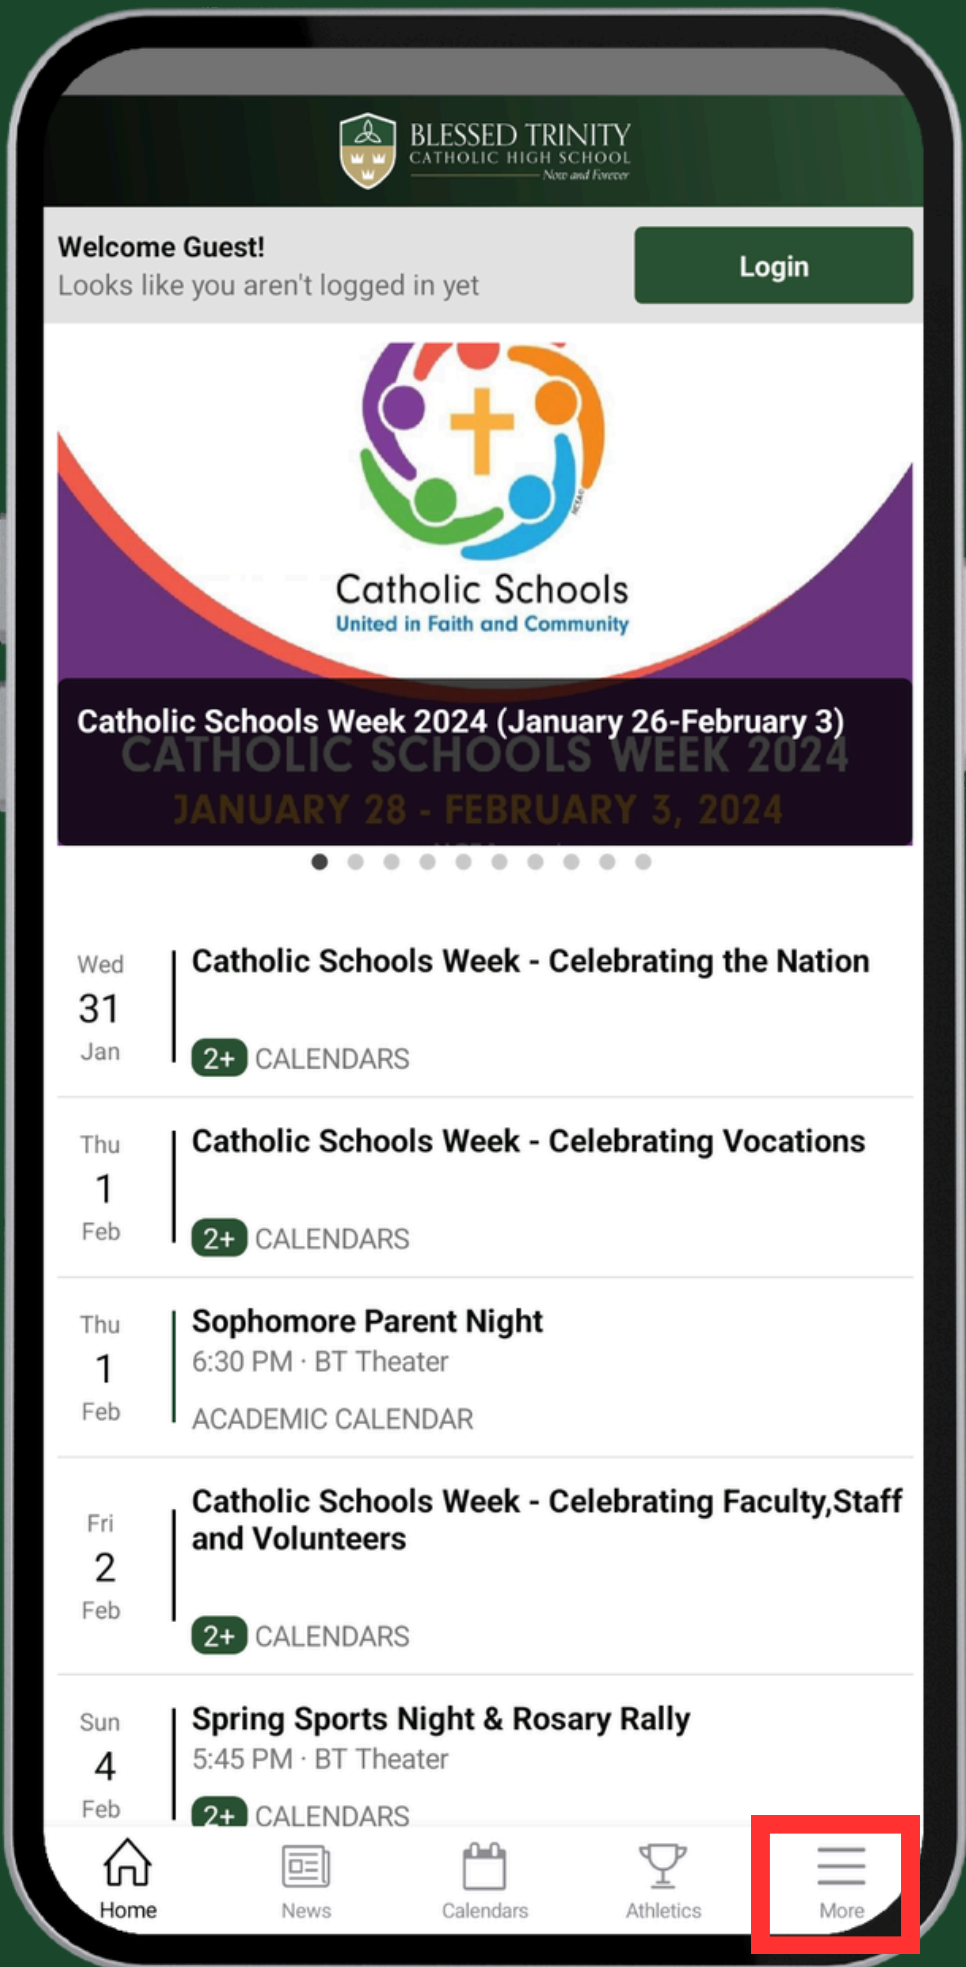 BLESSED TRINITY
CATHOLIC HIGH SCHOOL
Now and Forever
Welcome Guest!
Looks like you aren't logged in yet
Login
NCEA©
Catholic Schools
United in Faith and Community
Catholic Schools Week 2024 (January 26-February 3)
CATHOLIC SCHOOLS WEEK 2024
JANUARY 28 - FEBRUARY 3, 2024
Wed
31
Jan
Catholic Schools Week - Celebrating the Nation
2+ CALENDARS
Thu
1
Feb
Catholic Schools Week - Celebrating Vocations
2+ CALENDARS
Thu
1
Feb
Sophomore Parent Night
6:30 PM · BT Theater
ACADEMIC CALENDAR
Fri
2
Feb
Catholic Schools Week - Celebrating Faculty,Staff
and Volunteers
2+ CALENDARS
Sun
4
Feb
Spring Sports Night & Rosary Rally
5:45 PM · BT Theater
2+ CALENDARS
Home
News
Calendars
Athletics
More